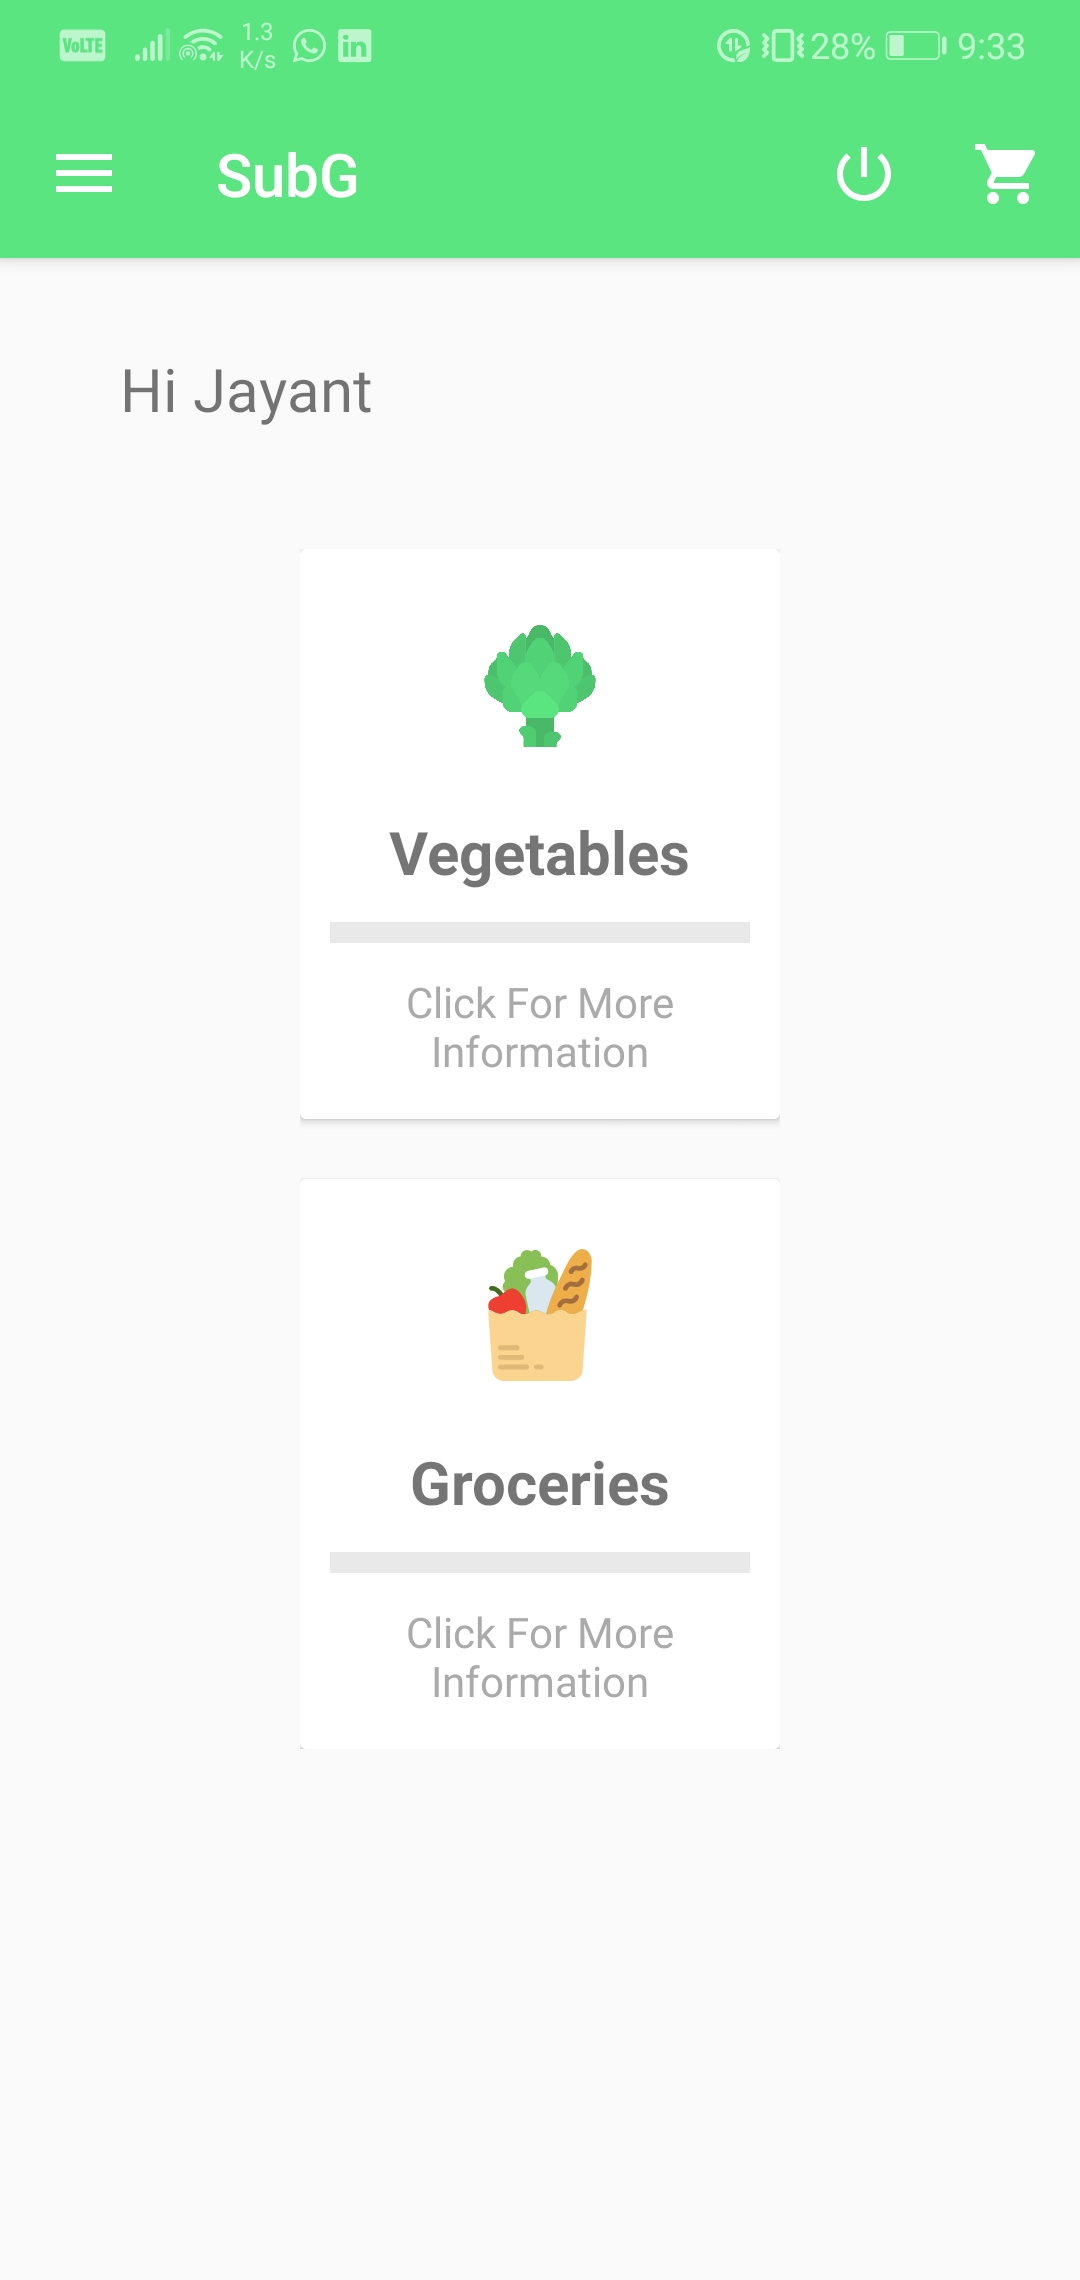 VoLTE 1.3 K/s in 28% 9:33
SubG
Hi Jayant
Vegetables
Click For More
Information
Groceries
Click For More
Information